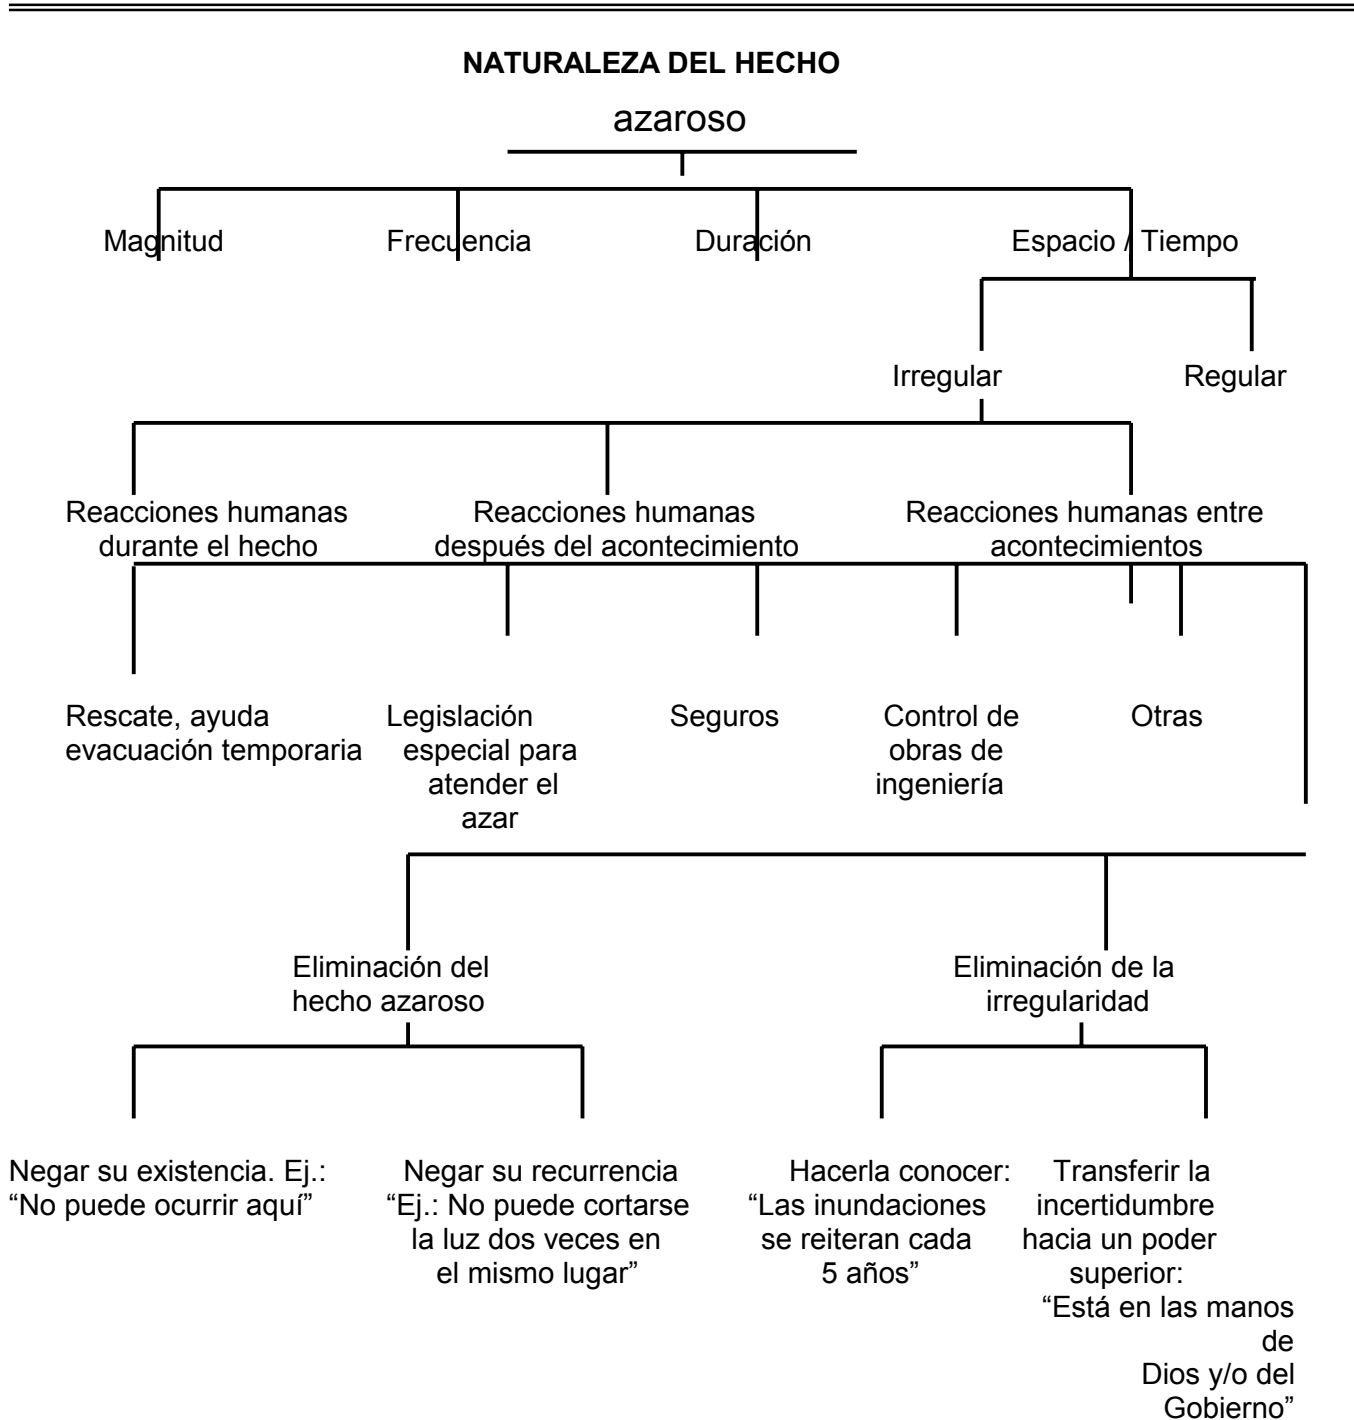 NATURALEZA DEL HECHO
azaroso
Magnitud Frecuencia Duración Espacio / Tiempo
Irregular Regular
Reacciones humanas
durante el hecho
Reacciones humanas
después del acontecimiento
Reacciones humanas entre
acontecimientos
Rescate, ayuda
evacuación temporaria
Legislación
especial para
atender el
azar
Seguros
Control de
obras de
ingeniería
Otras
Eliminación del
hecho azaroso
Eliminación de la
irregularidad
Negar su existencia. Ej.:
“No puede ocurrir aquí”
Negar su recurrencia
“Ej.: No puede cortarse
la luz dos veces en
el mismo lugar”
Hacerla conocer:
“Las inundaciones
se reiteran cada
5 años”
Transferir la
incertidumbre
hacia un poder
superior:
“Está en las manos
de
Dios y/o del
Gobierno”